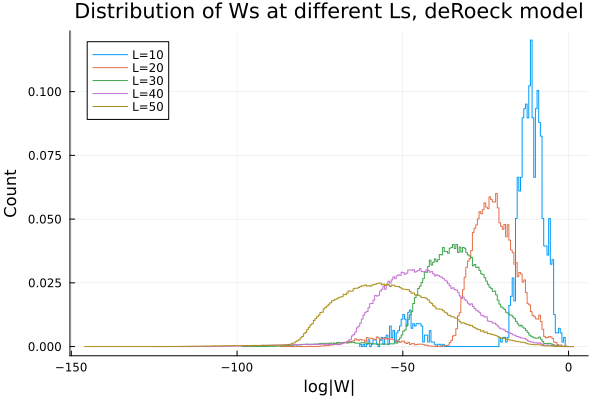 Distribution of Ws at different Ls, deRoeck model
L=10
L=20
L=30
L=40
L=50
Count
0.100
0.075
0.050
0.025
0.000
−150
−100
−50
0
log|W|